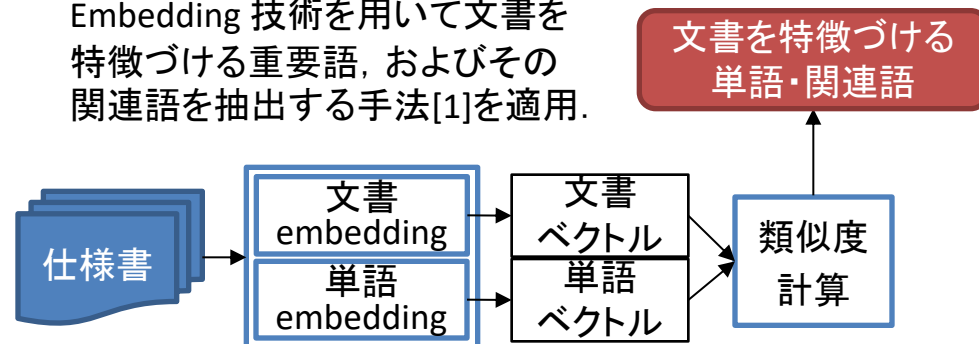 Embedding 技術を用いて文書を
特徴づける重要語，およびその
関連語を抽出する手法[1]を適用．
文書を特徴づける
単語・関連語
仕様書
文書
embedding
単語
embedding
文書
ベクトル
単語
ベクトル
類似度
計算